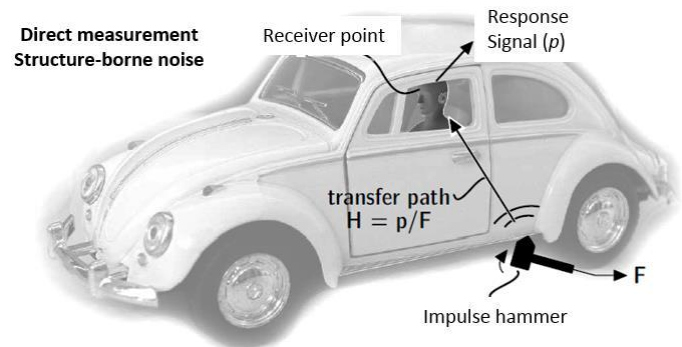 Direct measurement
Structure-borne noise
Receiver point
Response
Signal (p)
transfer path
H = p/F
F
Impulse hammer